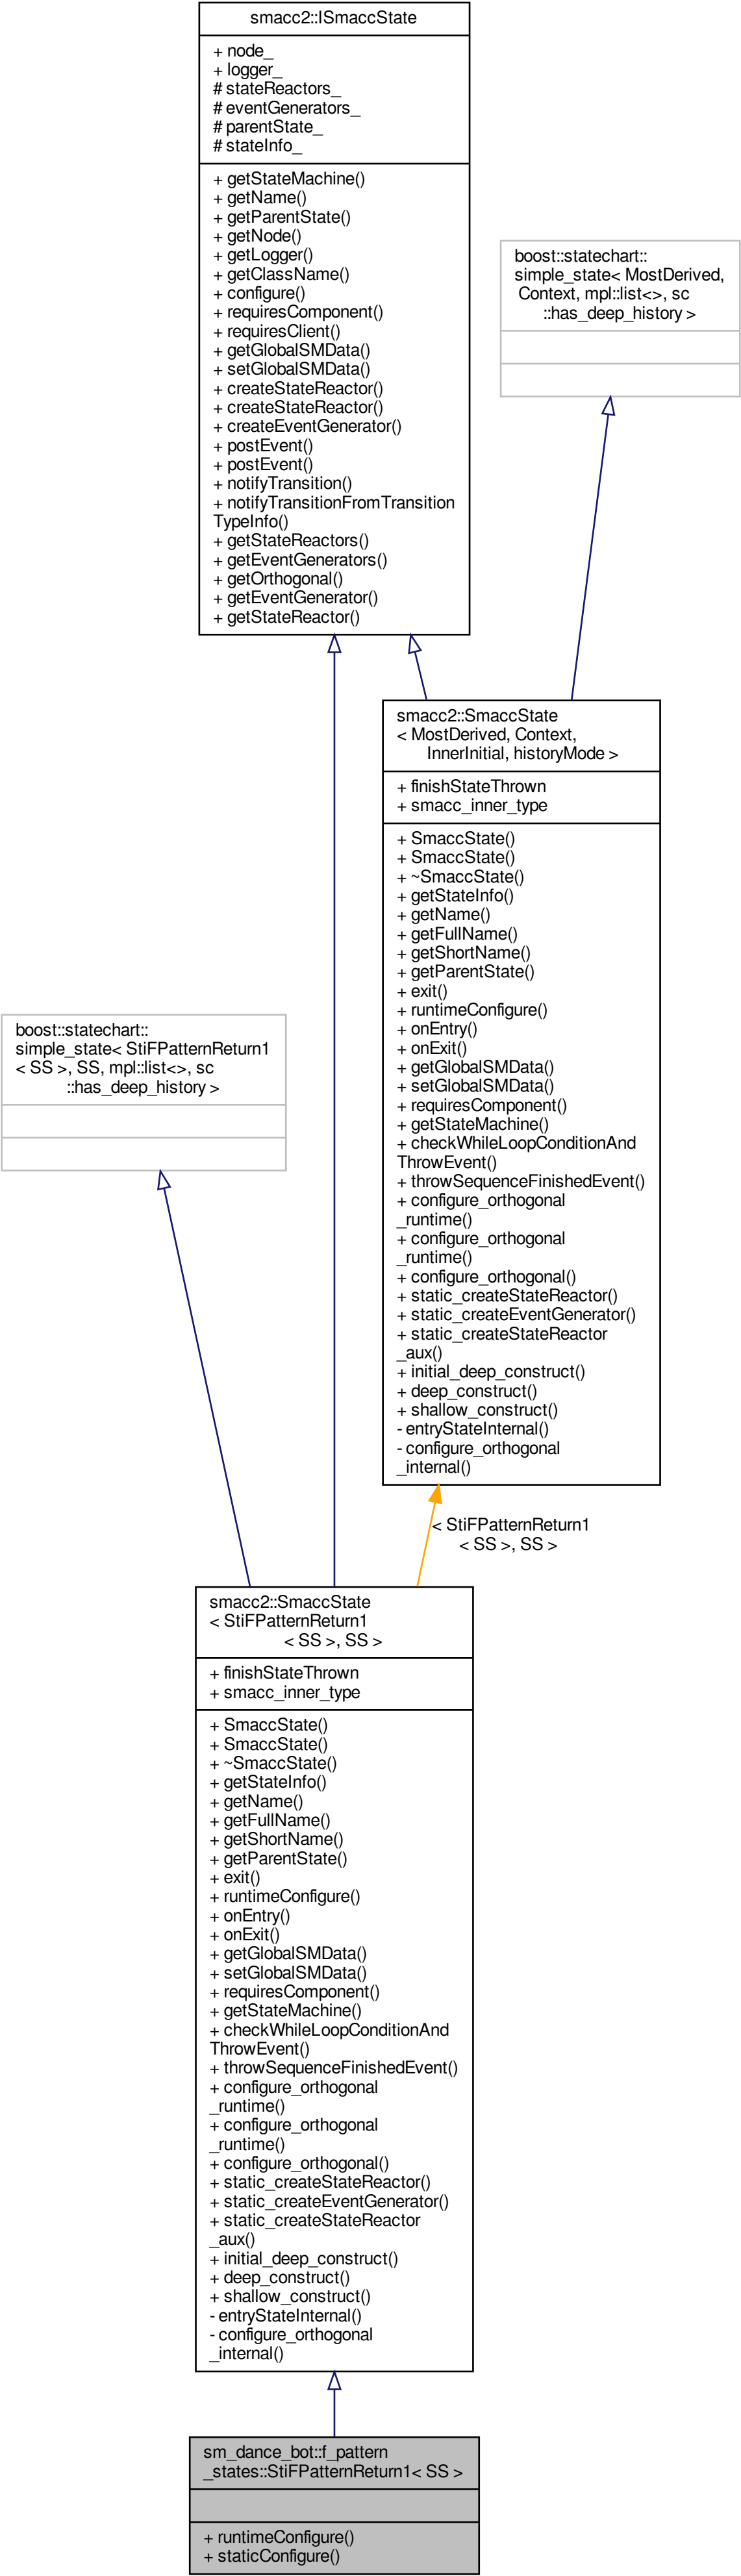 smacc2::ISmaccState
+ node_
+ logger_
# stateReactors_
# eventGenerators_
# parentState_
# stateInfo_
+ getStateMachine()
+ getName()
+ getParentState()
+ getNode()
+ getLogger()
+ getClassName()
+ configure()
+ requiresComponent()
+ requiresClient()
+ getGlobalSMData()
+ setGlobalSMData()
+ createStateReactor()
+ createStateReactor()
+ createEventGenerator()
+ postEvent()
+ postEvent()
+ notifyTransition()
+ notifyTransitionFromTransition
TypeInfo()
+ getStateReactors()
+ getEventGenerators()
+ getOrthogonal()
+ getEventGenerator()
+ getStateReactor()
boost::statechart::
simple_state< MostDerived,
Context, mpl::list<>, sc
::has_deep_history >
smacc2::SmaccState
< MostDerived, Context,
InnerInitial, historyMode >
+ finishStateThrown
+ smacc_inner_type
+ SmaccState()
+ SmaccState()
+ ~SmaccState()
+ getStateInfo()
+ getName()
+ getFullName()
+ getShortName()
+ getParentState()
+ exit()
+ runtimeConfigure()
+ onEntry()
+ onExit()
+ getGlobalSMData()
+ setGlobalSMData()
+ requiresComponent()
+ getStateMachine()
+ checkWhileLoopConditionAnd
ThrowEvent()
+ throwSequenceFinishedEvent()
+ configure_orthogonal
_runtime()
+ configure_orthogonal
_runtime()
+ configure_orthogonal()
+ static_createStateReactor()
+ static_createEventGenerator()
+ static_createStateReactor
_aux()
+ initial_deep_construct()
+ deep_construct()
+ shallow_construct()
- entryStateInternal()
- configure_orthogonal
_internal()
boost::statechart::
simple_state< StiFPatternReturn1
< SS >, SS, mpl::list<>, sc
::has_deep_history >
< StiFPatternReturn1
< SS >, SS >
smacc2::SmaccState
< StiFPatternReturn1
< SS >, SS >
+ finishStateThrown
+ smacc_inner_type
+ SmaccState()
+ SmaccState()
+ ~SmaccState()
+ getStateInfo()
+ getName()
+ getFullName()
+ getShortName()
+ getParentState()
+ exit()
+ runtimeConfigure()
+ onEntry()
+ onExit()
+ getGlobalSMData()
+ setGlobalSMData()
+ requiresComponent()
+ getStateMachine()
+ checkWhileLoopConditionAnd
ThrowEvent()
+ throwSequenceFinishedEvent()
+ configure_orthogonal
_runtime()
+ configure_orthogonal
_runtime()
+ configure_orthogonal()
+ static_createStateReactor()
+ static_createEventGenerator()
+ static_createStateReactor
_aux()
+ initial_deep_construct()
+ deep_construct()
+ shallow_construct()
- entryStateInternal()
- configure_orthogonal
_internal()
sm_dance_bot::f_pattern
_states::StiFPatternReturn1< SS >
+ runtimeConfigure()
+ staticConfigure()